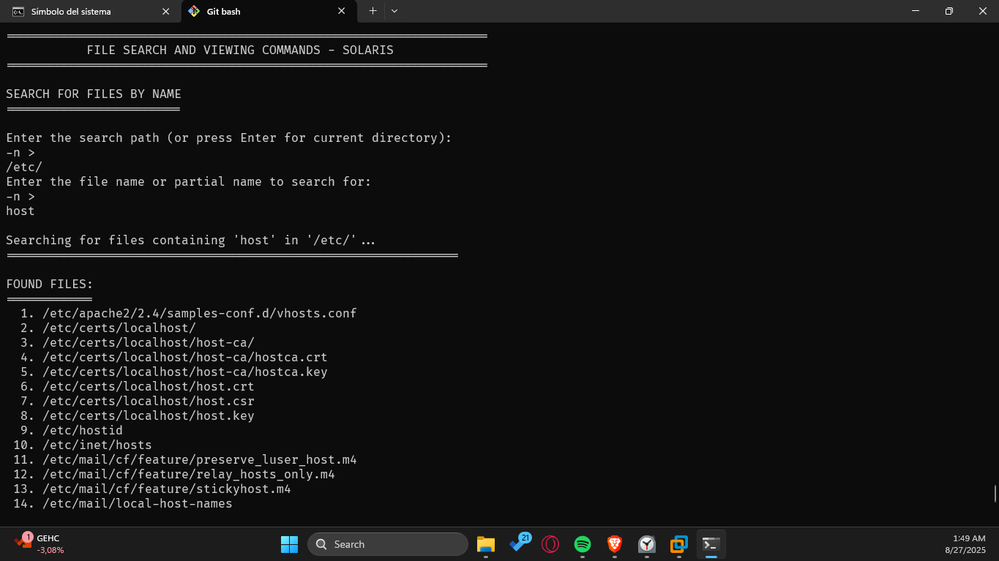 Símbolo del sistema
Git bash
FILE SEARCH AND VIEWING COMMANDS - SOLARIS
SEARCH FOR FILES BY NAME
Enter the search path (or press Enter for current directory):
-n >
/etc/
Enter the file name or partial name to search for:
-n >
host
Searching for files containing 'host' in '/etc/'...
FOUND FILES:
1. /etc/apache2/2.4/samples-conf.d/vhosts.conf
2. /etc/certs/localhost/
3. /etc/certs/localhost/host-ca/
4. /etc/certs/localhost/host-ca/hostca.crt
5. /etc/certs/localhost/host-ca/hostca.key
6. /etc/certs/localhost/host.crt
7. /etc/certs/localhost/host.csr
8. /etc/certs/localhost/host.key
9. /etc/hostid
10. /etc/inet/hosts
11. /etc/mail/cf/feature/preserve_luser_host.m4
12. /etc/mail/cf/feature/relay_hosts_only.m4
13. /etc/mail/cf/feature/stickyhost.m4
14. /etc/mail/local-host-names
1
GEHC
-3,08%
Search
21
1:49 AM
8/27/2025